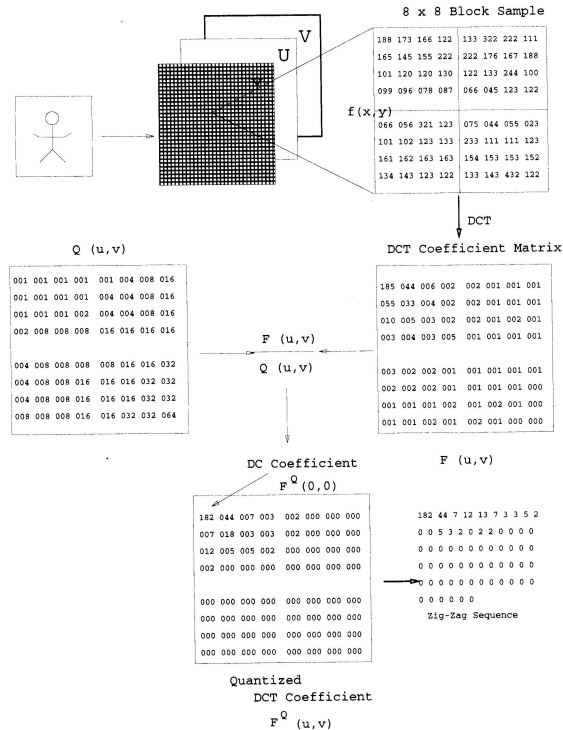 8 x 8 Block Sample
V
U
Y
188 173 166 122 133 322 222 111
165 145 155 222 222 176 167 188
101 120 120 130 122 133 244 100
099 096 078 087 066 045 123 122
f(x,y)
066 056 321 123 075 044 055 023
101 102 123 133 233 111 111 123
161 162 163 163 154 153 153 152
134 143 123 122 133 143 432 122
DCT
Q (u,v)
001 001 001 001 001 004 008 016
001 001 001 001 004 004 008 016
001 001 001 002 004 004 008 016
002 008 008 008 016 016 016 016
004 008 008 008 008 016 016 032
004 008 008 016 016 016 032 032
004 008 008 016 016 032 032 032
008 008 008 016 016 032 032 064
F (u,v)
Q (u,v)
DCT Coefficient Matrix
185 044 006 002 002 001 001 001
055 033 004 002 002 001 001 001
010 005 003 002 002 001 002 001
003 004 003 005 001 001 001 001
003 002 002 001 001 001 001 001
002 002 002 001 001 001 001 000
001 001 001 002 001 002 001 000
001 001 002 001 002 001 000 000
F (u,v)
DC Coefficient
F Q (0,0)
182 044 007 003 002 000 000 000
007 018 003 003 002 000 000 000
012 005 005 002 000 000 000 000
002 000 000 000 000 000 000 000
000 000 000 000 000 000 000 000
000 000 000 000 000 000 000 000
000 000 000 000 000 000 000 000
000 000 000 000 000 000 000 000
Quantized
DCT Coefficient
F Q (u,v)
182 44 7 12 13 7 3 3 5 2
0 0 5 3 2 0 2 2 0 0 0 0
0 0 0 0 0 0 0 0 0 0 0 0
0 0 0 0 0 0 0 0 0 0 0 0
0 0 0 0 0 0 0 0 0 0 0 0
0 0 0 0 0 0
Zig-Zag Sequence